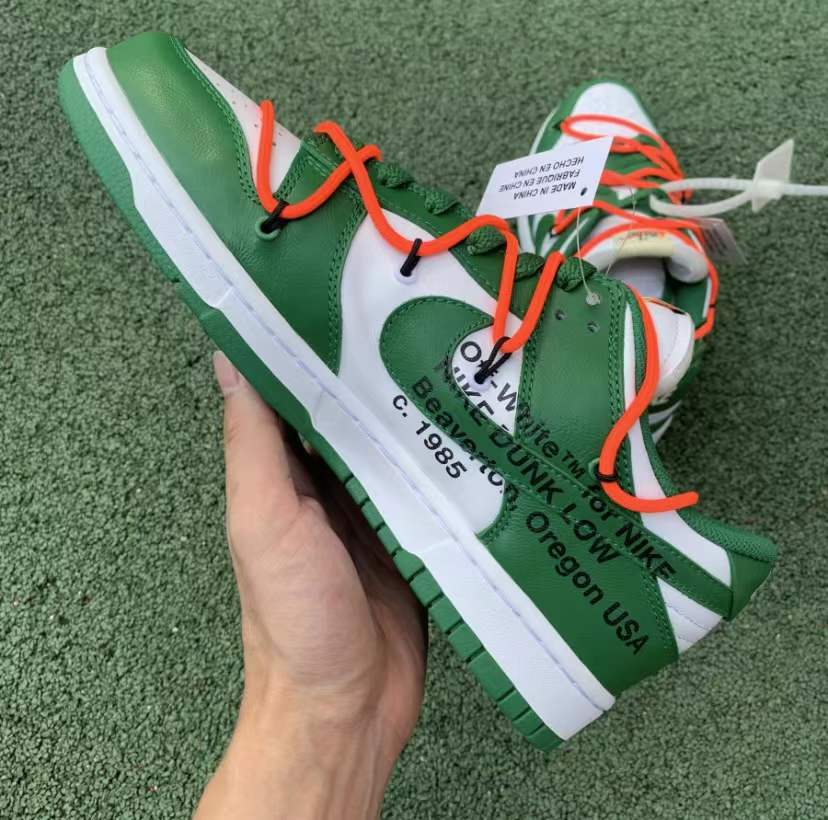 Off-White™ for NIKE
NIKE DUNK LOW
Beaverton, Oregon USA
c. 1985
MADE IN CHINA
FABRIQUE EN CHINE
HECHO EN CHINA